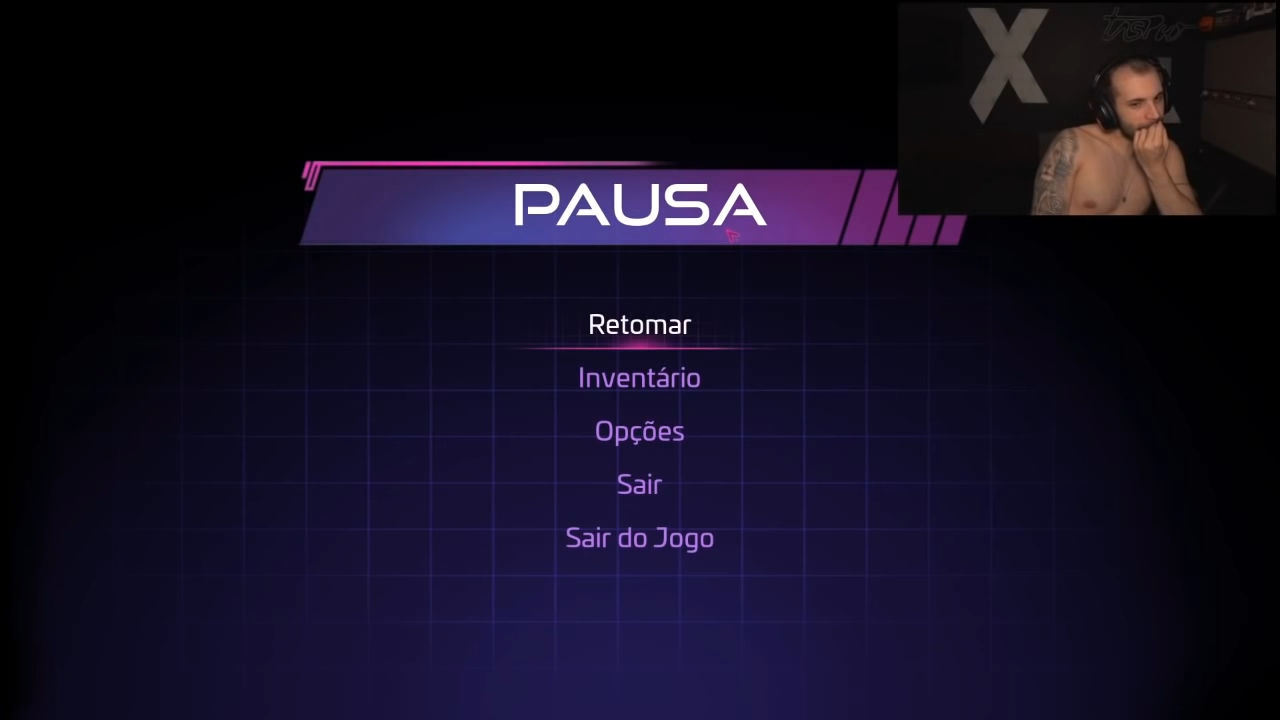 PAUSA
Retomar
Inventário
Opções
Sair
Sair do Jogo
X